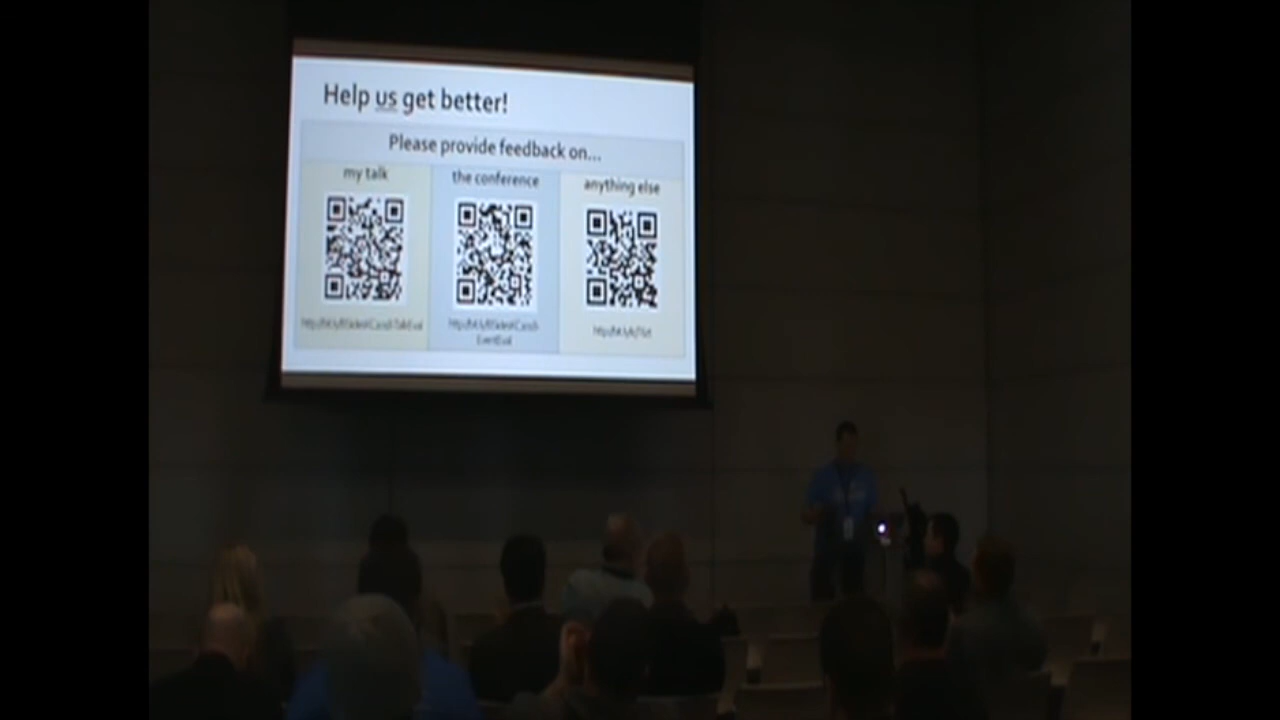 Help us get better!
Please provide feedback on...
my talk
the conference
anything else